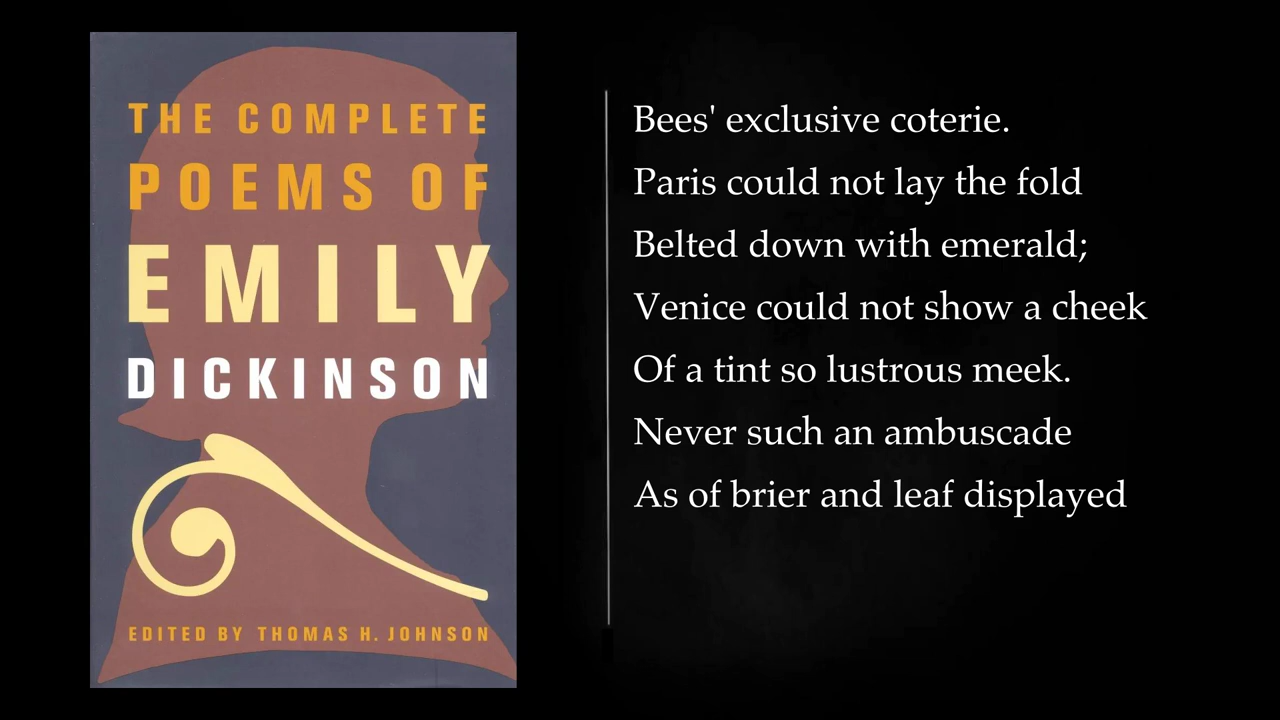 THE COMPLETE
POEMS OF
EMILY
DICKINSON
EDITED BY THOMAS H. JOHNSON
Bees' exclusive coterie.
Paris could not lay the fold
Belted down with emerald;
Venice could not show a cheek
Of a tint so lustrous meek.
Never such an ambuscade
As of brier and leaf displayed